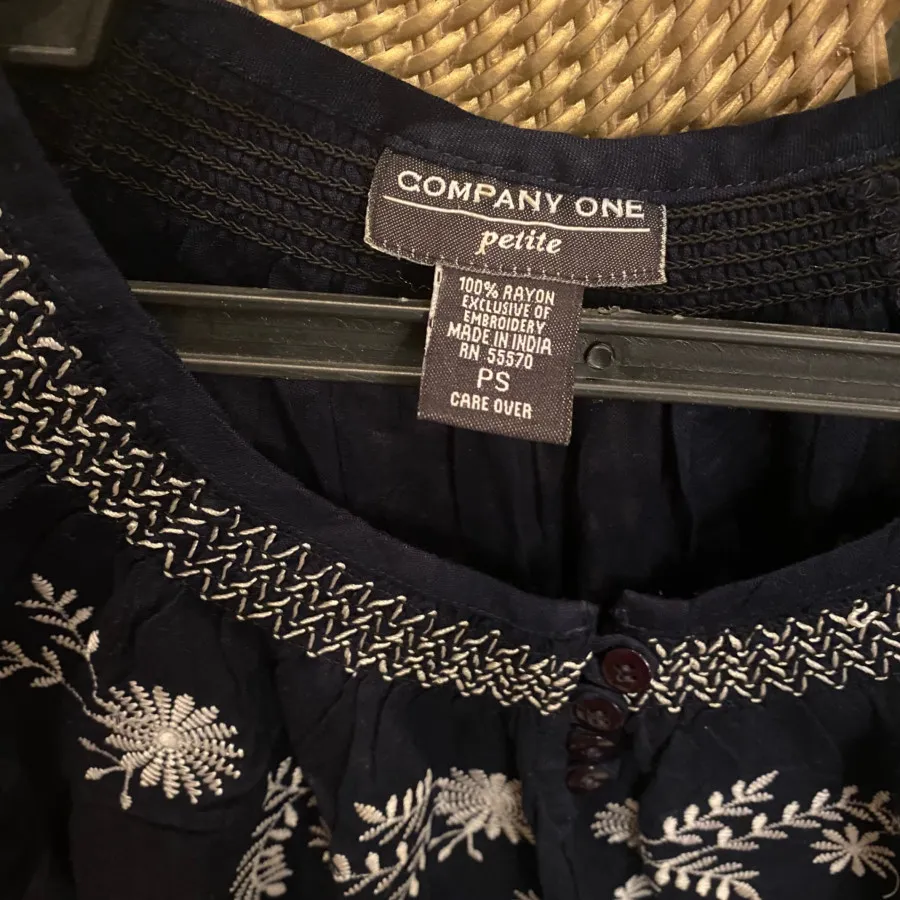 COMPANY ONE
petite
100% RAYON
EXCLUSIVE OF
EMBROIDERY
MADE IN INDIA
RN 55570
PS
CARE OVER